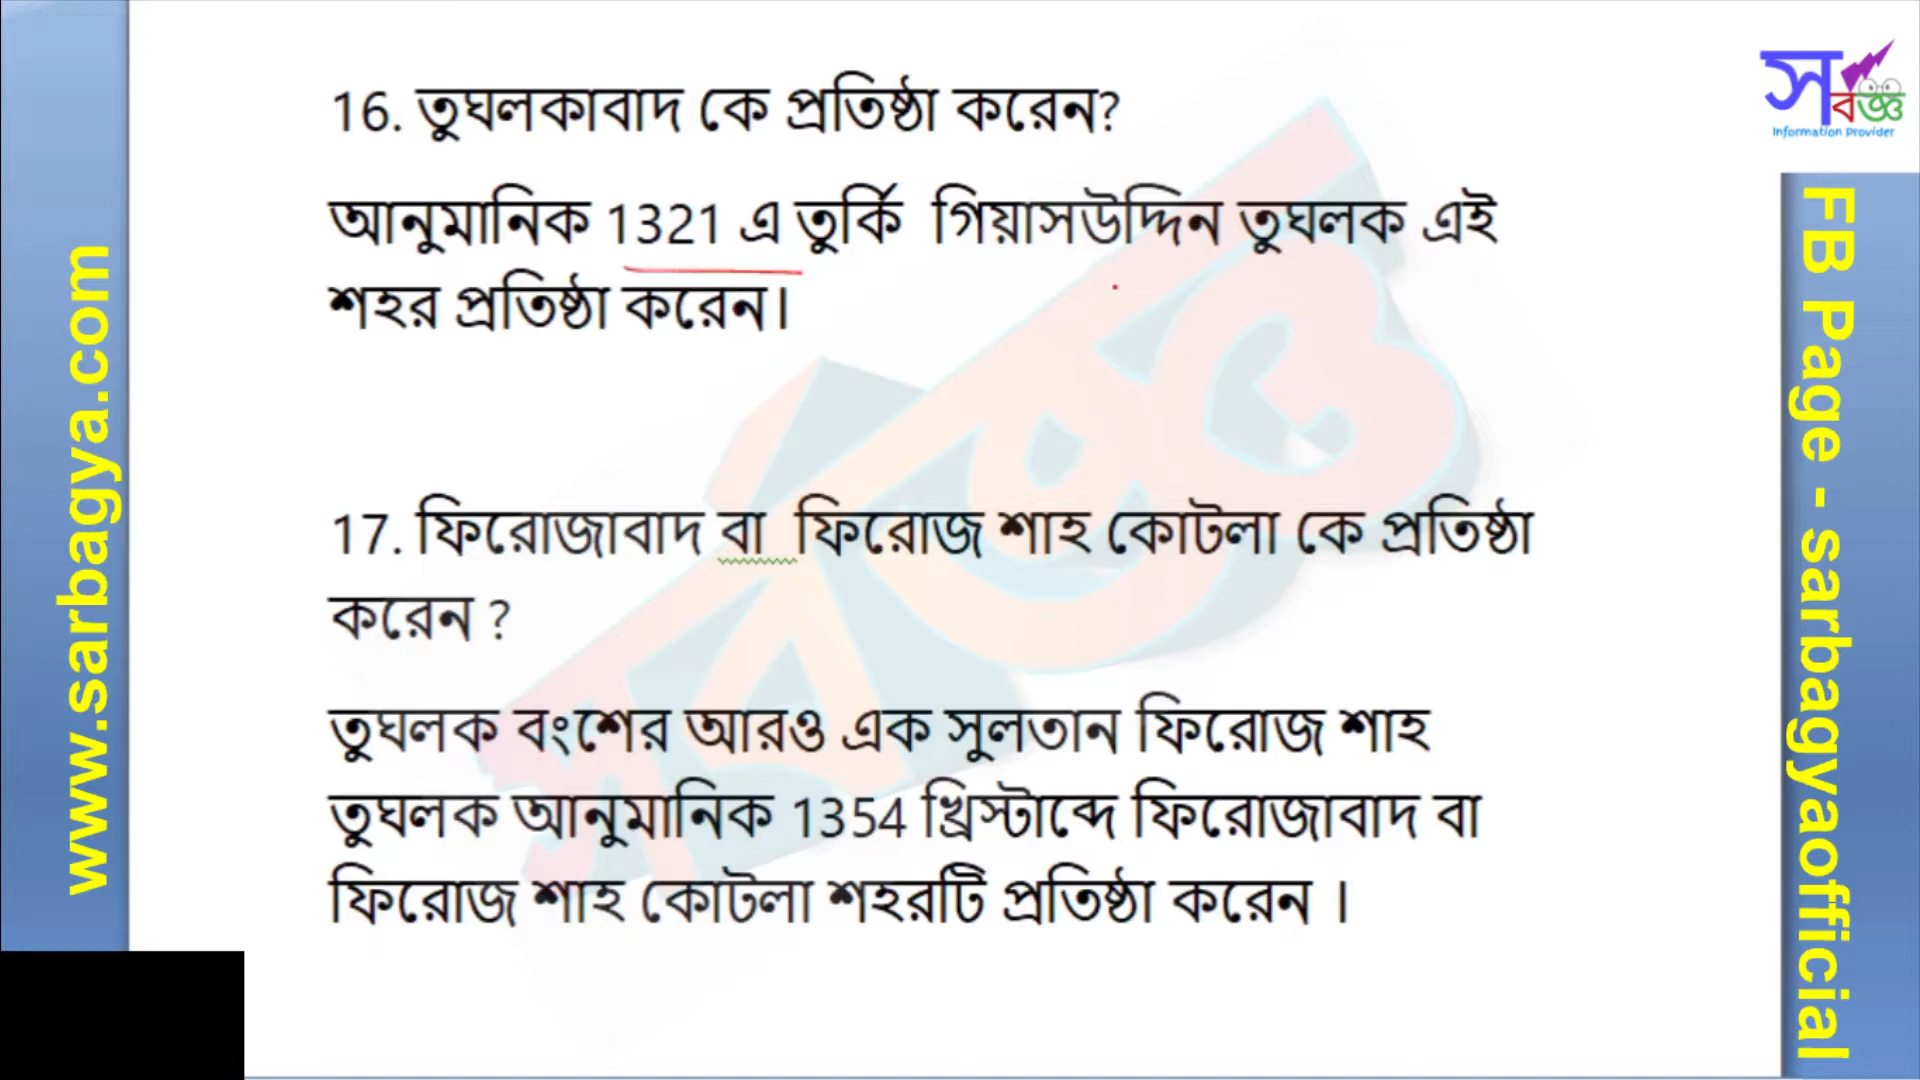 16. তুঘলকাবাদ কে প্রতিষ্ঠা করেন?
আনুমানিক 1321 এ তুর্কি গিয়াসউদ্দিন তুঘলক এই
শহর প্রতিষ্ঠা করেন।
17. ফিরোজাবাদ বা ফিরোজ শাহ কোটলা কে প্রতিষ্ঠা
করেন ?
তুঘলক বংশের আরও এক সুলতান ফিরোজ শাহ
তুঘলক আনুমানিক 1354 খ্রিস্টাব্দে ফিরোজাবাদ বা
ফিরোজ শাহ কোটলা শহরটি প্রতিষ্ঠা করেন ।
www.sarbagya.com
সবজ্ঞ
Information Provider
FB Page - sarbagyaofficial